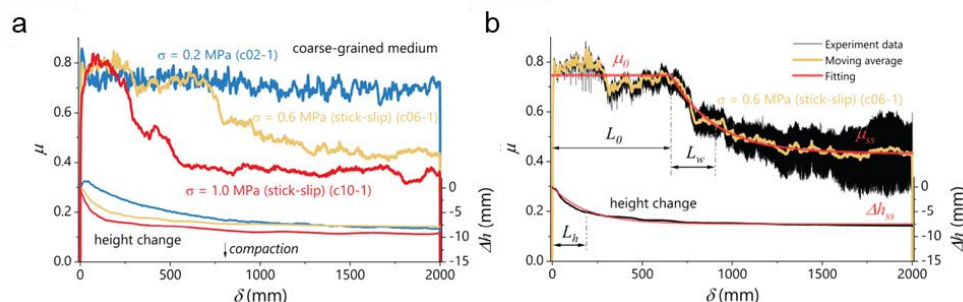 a
σ = 0.2 MPa (c02-1)
coarse-grained medium
σ = 0.6 MPa (stick-slip) (c06-1)
σ = 1.0 MPa (stick-slip) (c10-1)
height change
compaction
0.8
0.6
0.4
0.2
0.0
μ
0
-5
-10
-15
Δh (mm)
0
500
1000
1500
2000
δ (mm)
b
Experiment data
Moving average
Fitting
μ0
σ = 0.6 MPa (stick-slip) (c06-1)
L0
Lw
μss
height change
Δhss
Lh
0.8
0.6
0.4
0.2
0.0
μ
0
-5
-10
-15
Δh (mm)
0
500
1000
1500
2000
δ (mm)